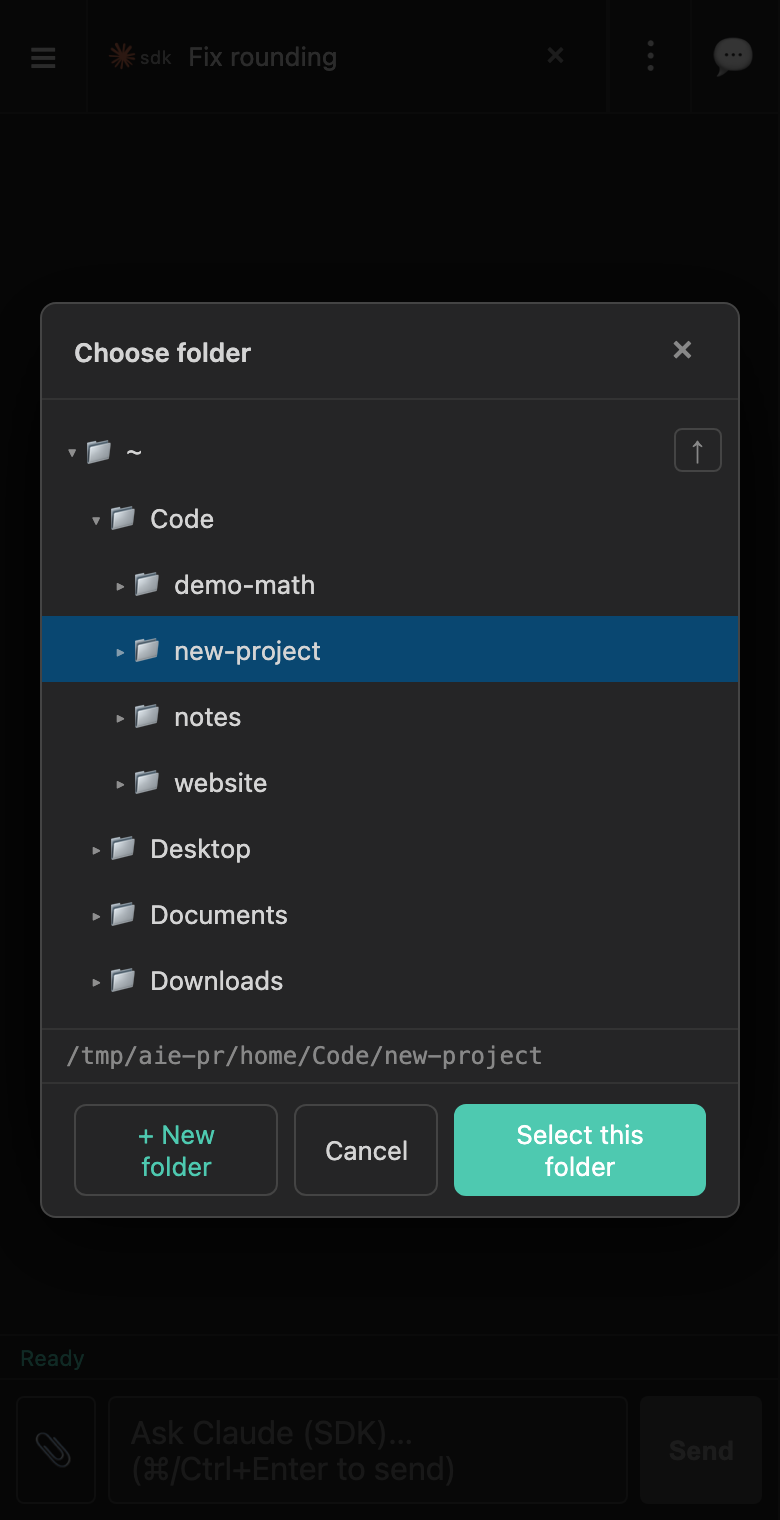 sdk Fix rounding
Choose folder
~
Code
demo-math
new-project
notes
website
Desktop
Documents
Downloads
/tmp/aie-pr/home/Code/new-project
+ New
folder
Cancel
Select this
folder
Ready
Ask Claude (SDK)...
(⌘/Ctrl+Enter to send)
Send